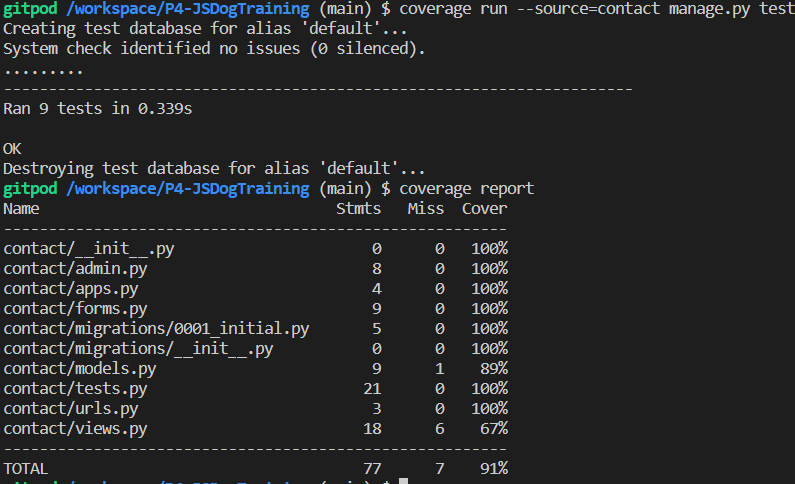 gitpod /workspace/P4-JSDogTraining (main) $ coverage run --source=contact manage.py test
Creating test database for alias 'default'...
System check identified no issues (0 silenced).
.........
----------------------------------------------------------------------
Ran 9 tests in 0.339s

OK
Destroying test database for alias 'default'...
gitpod /workspace/P4-JSDogTraining (main) $ coverage report
Name                                 Stmts   Miss  Cover
--------------------------------------------------------
contact/__init__.py                      0      0   100%
contact/admin.py                         8      0   100%
contact/apps.py                          4      0   100%
contact/forms.py                         9      0   100%
contact/migrations/0001_initial.py       5      0   100%
contact/migrations/__init__.py           0      0   100%
contact/models.py                        9      1    89%
contact/tests.py                        21      0   100%
contact/urls.py                          3      0   100%
contact/views.py                        18      6    67%
--------------------------------------------------------
TOTAL                                   77      7    91%